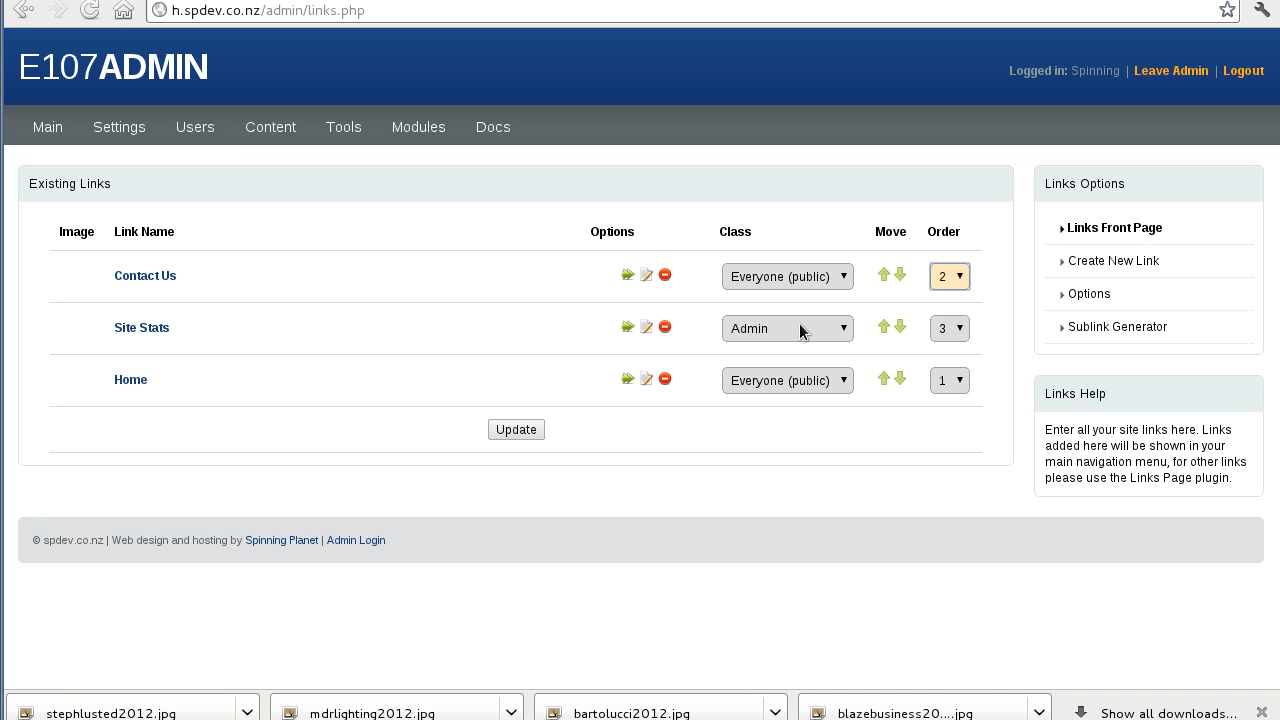 h.spdev.co.nz/admin/links.php
E107ADMIN
Logged in: Spinning | Leave Admin | Logout
Main Settings Users Content Tools Modules Docs
Existing Links
Image Link Name Options Class Move Order
Contact Us Everyone (public) 2
Site Stats Admin 3
Home Everyone (public) 1
Update
© spdev.co.nz | Web design and hosting by Spinning Planet | Admin Login
Links Options
Links Front Page
Create New Link
Options
Sublink Generator
Links Help
Enter all your site links here. Links
added here will be shown in your
main navigation menu, for other links
please use the Links Page plugin.
stephlusted2012.jpg mdrlighting2012.jpg bartolucci2012.jpg blazebusiness20....jpg Show all downloads...